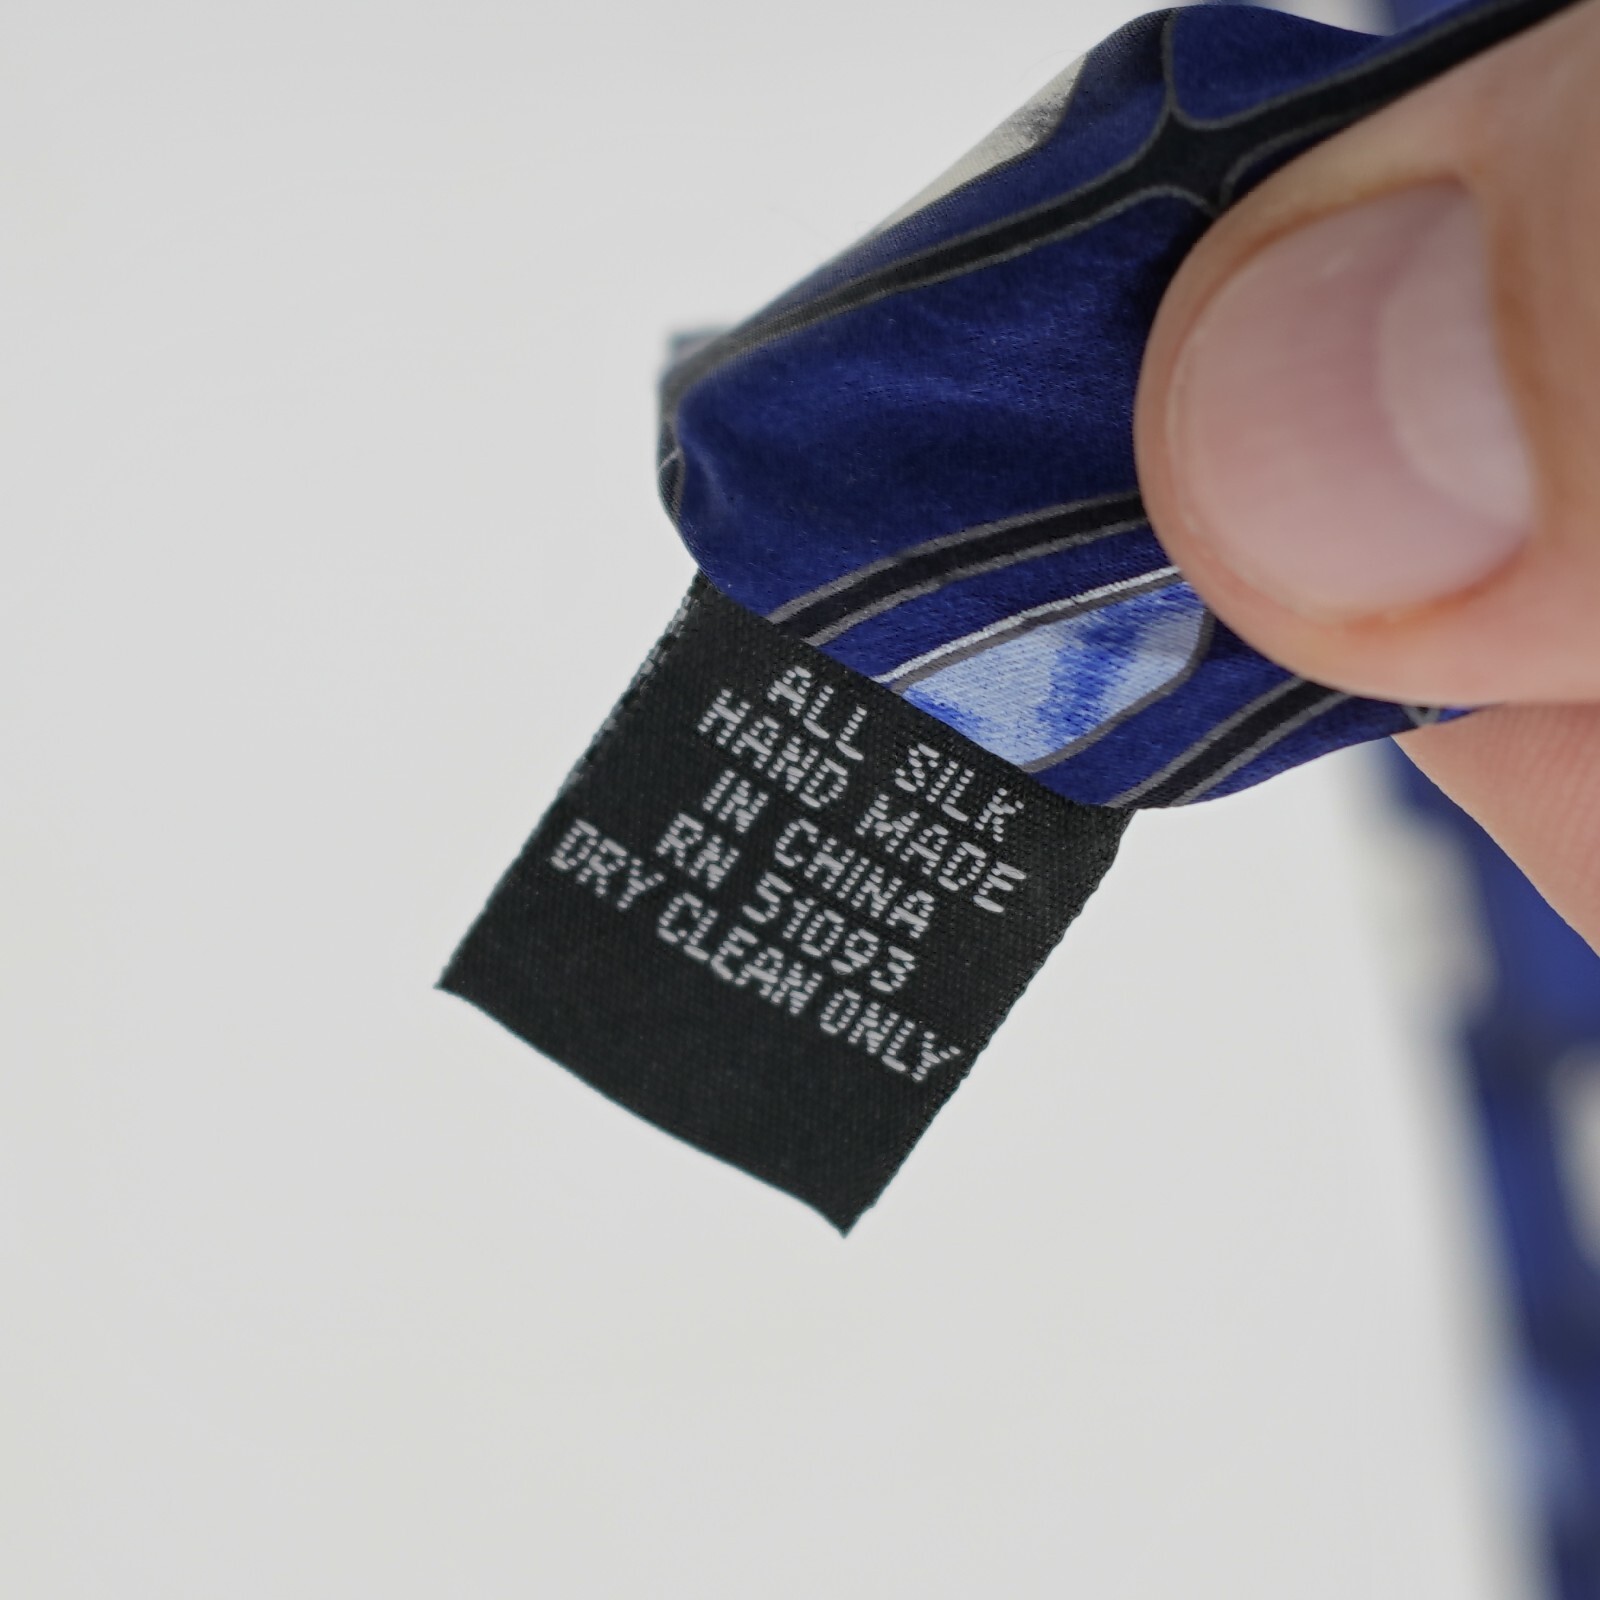 ALL SILK
HAND MADE
IN CHINA
RN 51093
DRY CLEAN ONLY